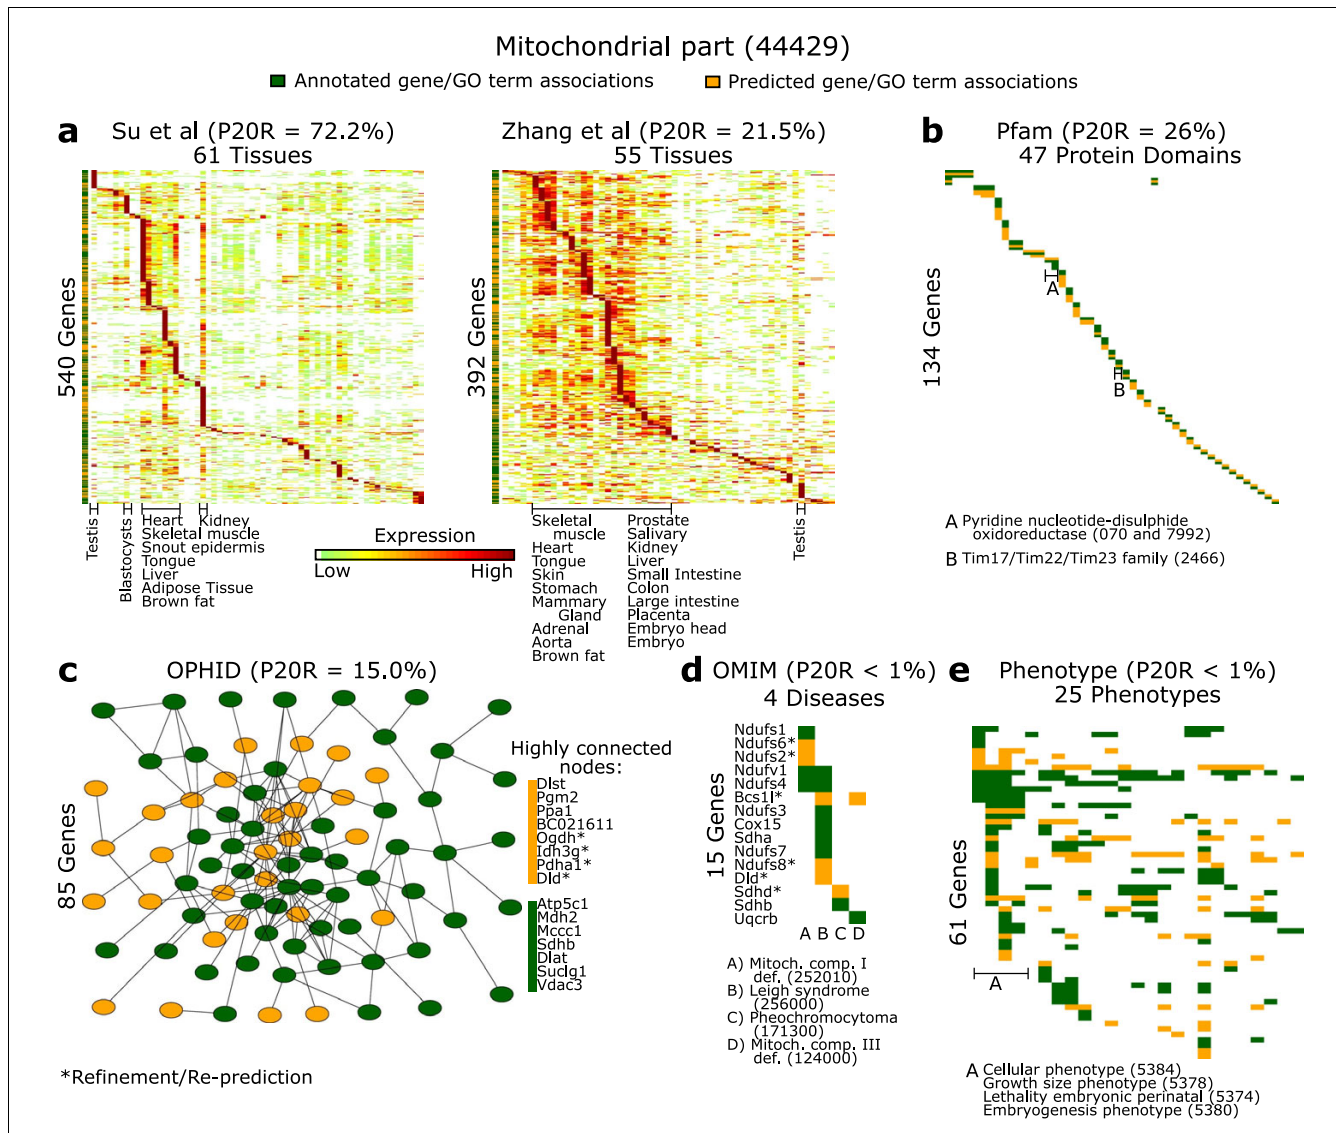 Mitochondrial part (44429)
Annotated gene/GO term associations
Predicted gene/GO term associations
a
Su et al (P20R = 72.2%)
61 Tissues
540 Genes
Testis
Blastocysts
Heart
Skeletal muscle
Snout epidermis
Tongue
Liver
Adipose Tissue
Brown fat
Kidney
Expression
Low
High
Zhang et al (P20R = 21.5%)
55 Tissues
392 Genes
Skeletal
muscle
Heart
Tongue
Skin
Stomach
Mammary
Gland
Adrenal
Aorta
Brown fat
Prostate
Salivary
Kidney
Liver
Small Intestine
Colon
Large intestine
Placenta
Embryo head
Embryo
Testis
b
Pfam (P20R = 26%)
47 Protein Domains
134 Genes
A
B
A Pyridine nucleotide-disulphide
oxidoreductase (070 and 7992)
B Tim17/Tim22/Tim23 family (2466)
c
OPHID (P20R = 15.0%)
85 Genes
Highly connected
nodes:
Dlst
Pgm2
Ppa1
BC021611
Ogdh*
Idh3g*
Pdha1*
Dld*
Atp5c1
Mdh2
Mccc1
Sdhb
Dlat
Suclg1
Vdac3
*Refinement/Re-prediction
d
OMIM (P20R < 1%)
4 Diseases
15 Genes
Ndufs1
Ndufs6*
Ndufs2*
Ndufv1
Ndufs4
Bcs1l*
Ndufs3
Cox15
Sdha
Ndufs7
Ndufs8*
Dld*
Sdhd*
Sdhb
Uqcrb
A B C D
A) Mitoch. comp. I
def. (252010)
B) Leigh syndrome
(256000)
C) Pheochromocytoma
(171300)
D) Mitoch. comp. III
def. (124000)
e
Phenotype (P20R < 1%)
25 Phenotypes
61 Genes
A
A Cellular phenotype (5384)
Growth size phenotype (5378)
Lethality embryonic perinatal (5374)
Embryogenesis phenotype (5380)